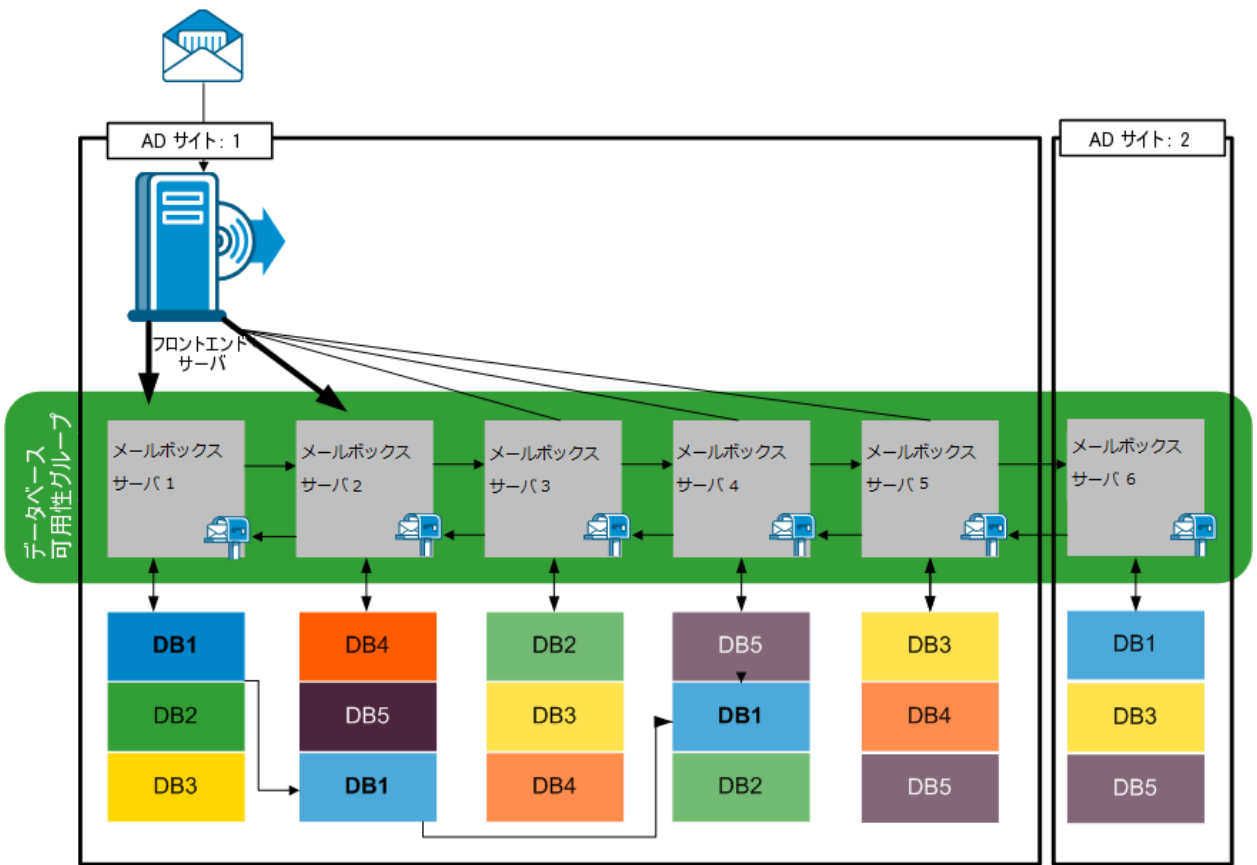 AD サイト: 1
AD サイト: 2
フロントエンド
サーバ
データベース
可用性グループ
メールボックス
サーバ 1
メールボックス
サーバ 2
メールボックス
サーバ 3
メールボックス
サーバ 4
メールボックス
サーバ 5
メールボックス
サーバ 6
DB1
DB2
DB3
DB4
DB5
DB1
DB2
DB3
DB4
DB5
DB1
DB2
DB3
DB4
DB5
DB1
DB3
DB5